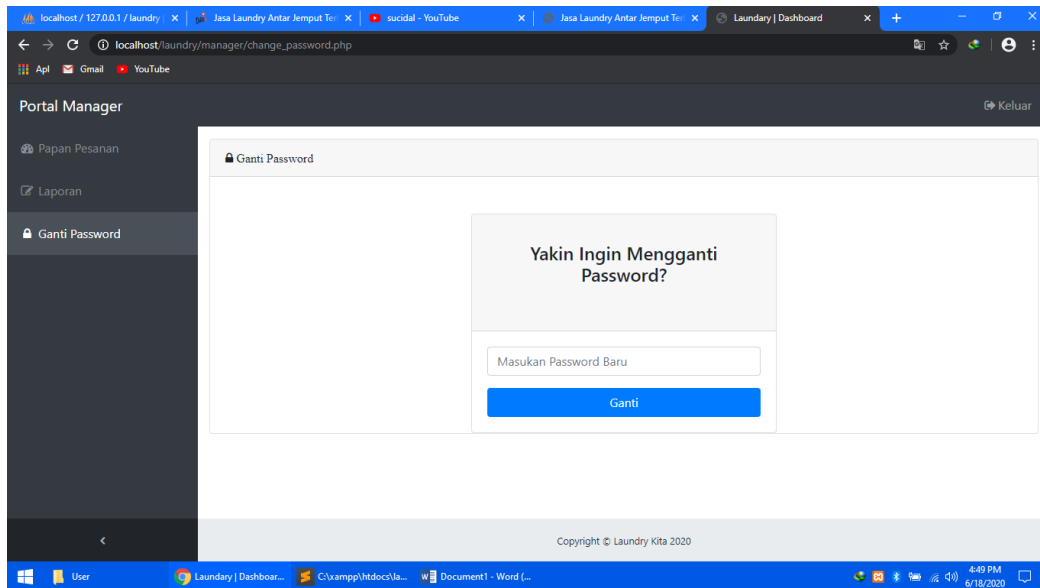 localhost / 127.0.0.1 / laundry
Jasa Laundry Antar Jemput Ter
sucidal - YouTube
Jasa Laundry Antar Jemput Ter
Laundary | Dashboard
localhost/laundry/manager/change_password.php
Apl
Gmail
YouTube
Portal Manager
Keluar
Papan Pesanan
Laporan
Ganti Password
Ganti Password
Yakin Ingin Mengganti
Password?
Masukan Password Baru
Ganti
Copyright © Laundry Kita 2020
User
Laundary | Dashboar...
C:\xampp\htdocs\la...
Document1 - Word (...
4:49 PM
6/18/2020